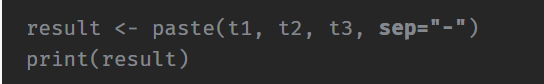 result <- paste(t1, t2, t3, sep="-")
print(result)